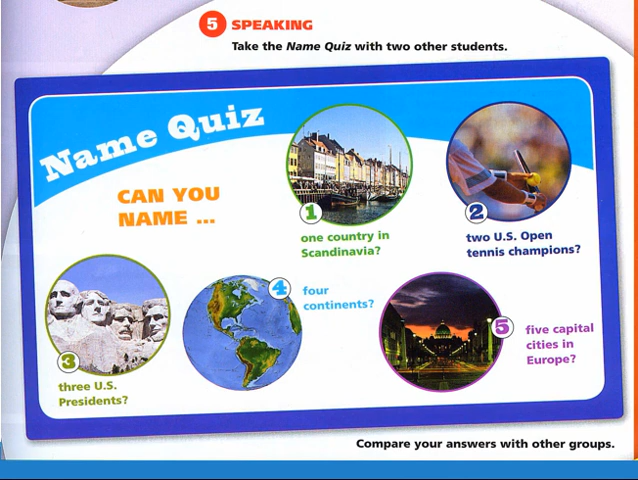 5 SPEAKING
Take the Name Quiz with two other students.
Name Quiz
CAN YOU
NAME ...
1
one country in
Scandinavia?
2
two U.S. Open
tennis champions?
3
three U.S.
Presidents?
4
four
continents?
5
five capital
cities in
Europe?
Compare your answers with other groups.